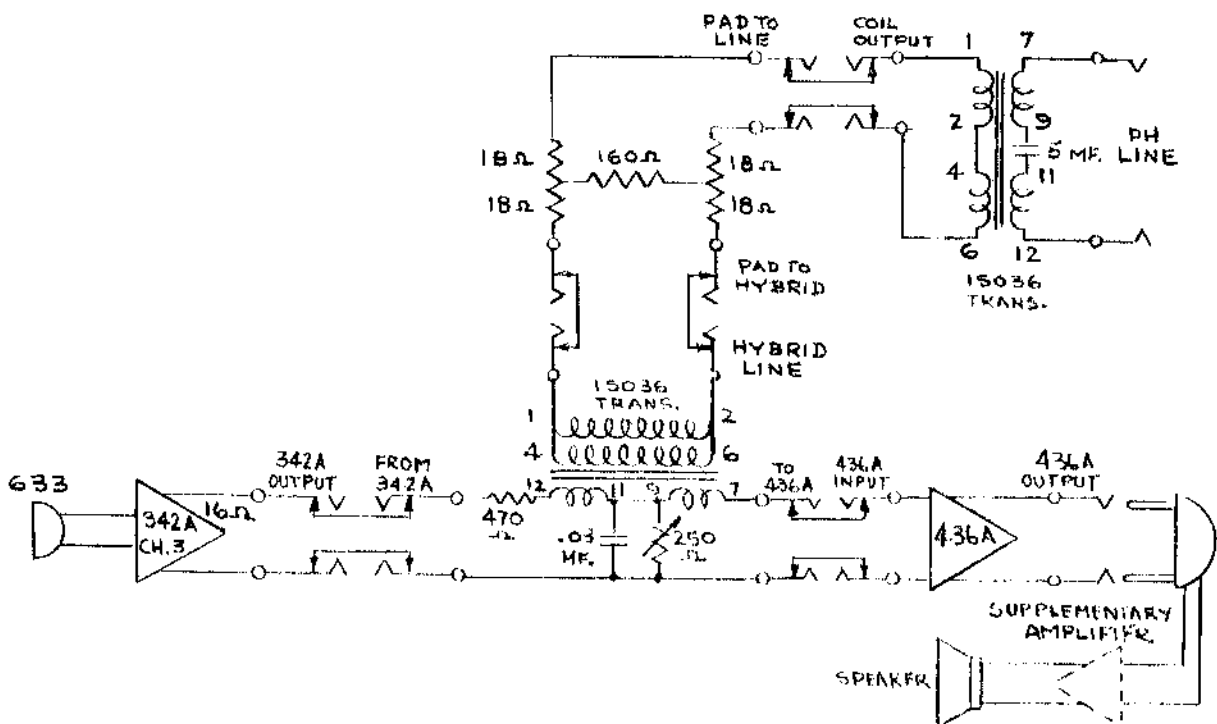 PAD TO
LINE
COIL
OUTPUT
1
7
2
9
18Ω
160Ω
18Ω
4
5
MF.
PH
LINE
18Ω
18Ω
11
6
12
PAD TO
HYBRID
15036
TRANS.
HYBRID
LINE
15036
TRANS.
1
2
4
6
633
342A
OUTPUT
FROM
342A
12
11
9
7
TO
436A
436A
INPUT
436A
OUTPUT
16Ω
342A
CH.3
470
Ω
.03
MF.
250
Ω
436A
SUPPLEMENTARY
AMPLIFIER
SPEAKER